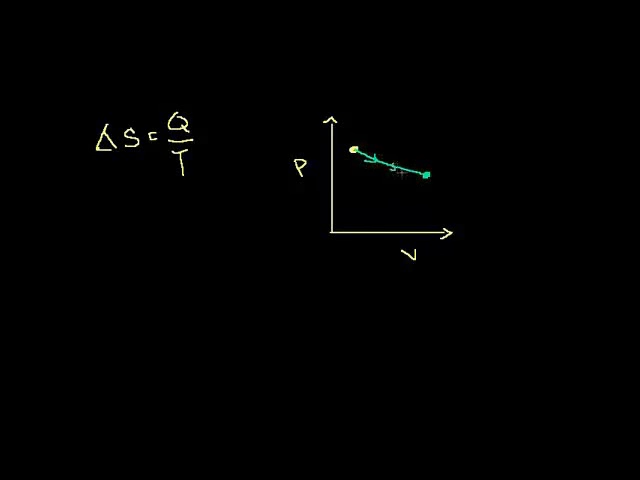 ΔS = Q/T
P
V